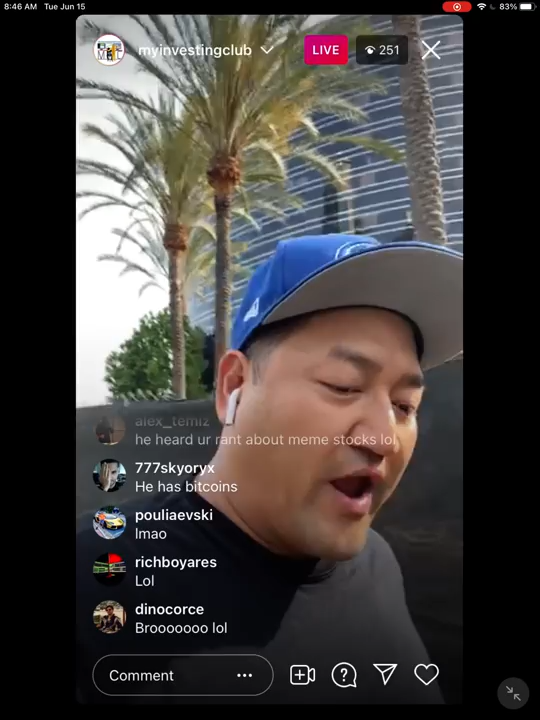 8:46 AM Tue Jun 15
83%
myinvestingclub
LIVE
251
alex_temiz
he heard ur rant about meme stocks lol
777skyoryx
He has bitcoins
pouliaevski
lmao
richboyares
Lol
dinocorce
Brooooooo lol
Comment